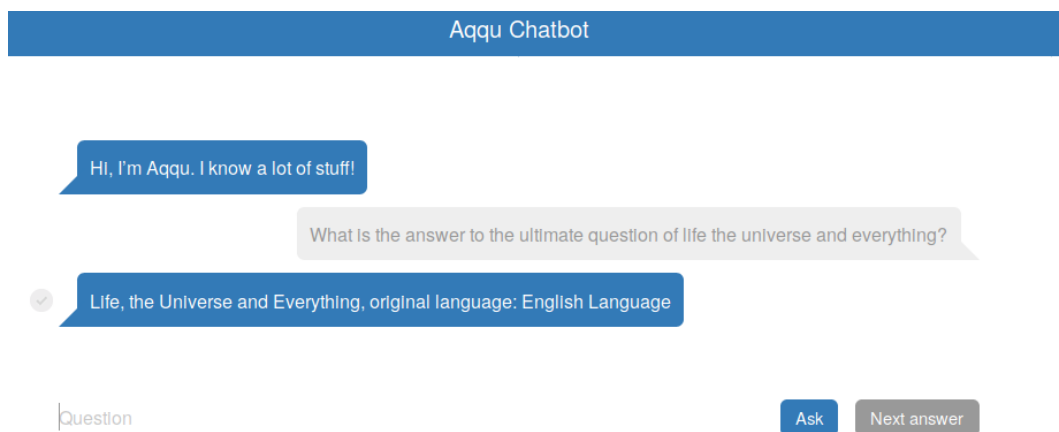 Aqqu Chatbot
Hi, I'm Aqqu. I know a lot of stuff!
What is the answer to the ultimate question of life the universe and everything?
Life, the Universe and Everything, original language: English Language
Question
Ask
Next answer